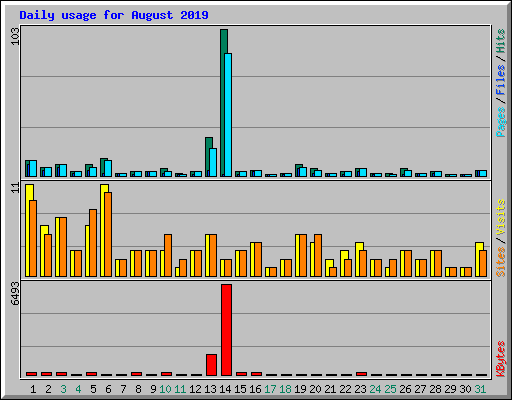 Daily usage for August 2019
103
Pages / Files / Hits
11
Sites / Visits
6493
KBytes
1 2 3 4 5 6 7 8 9 10 11 12 13 14 15 16 17 18 19 20 21 22 23 24 25 26 27 28 29 30 31